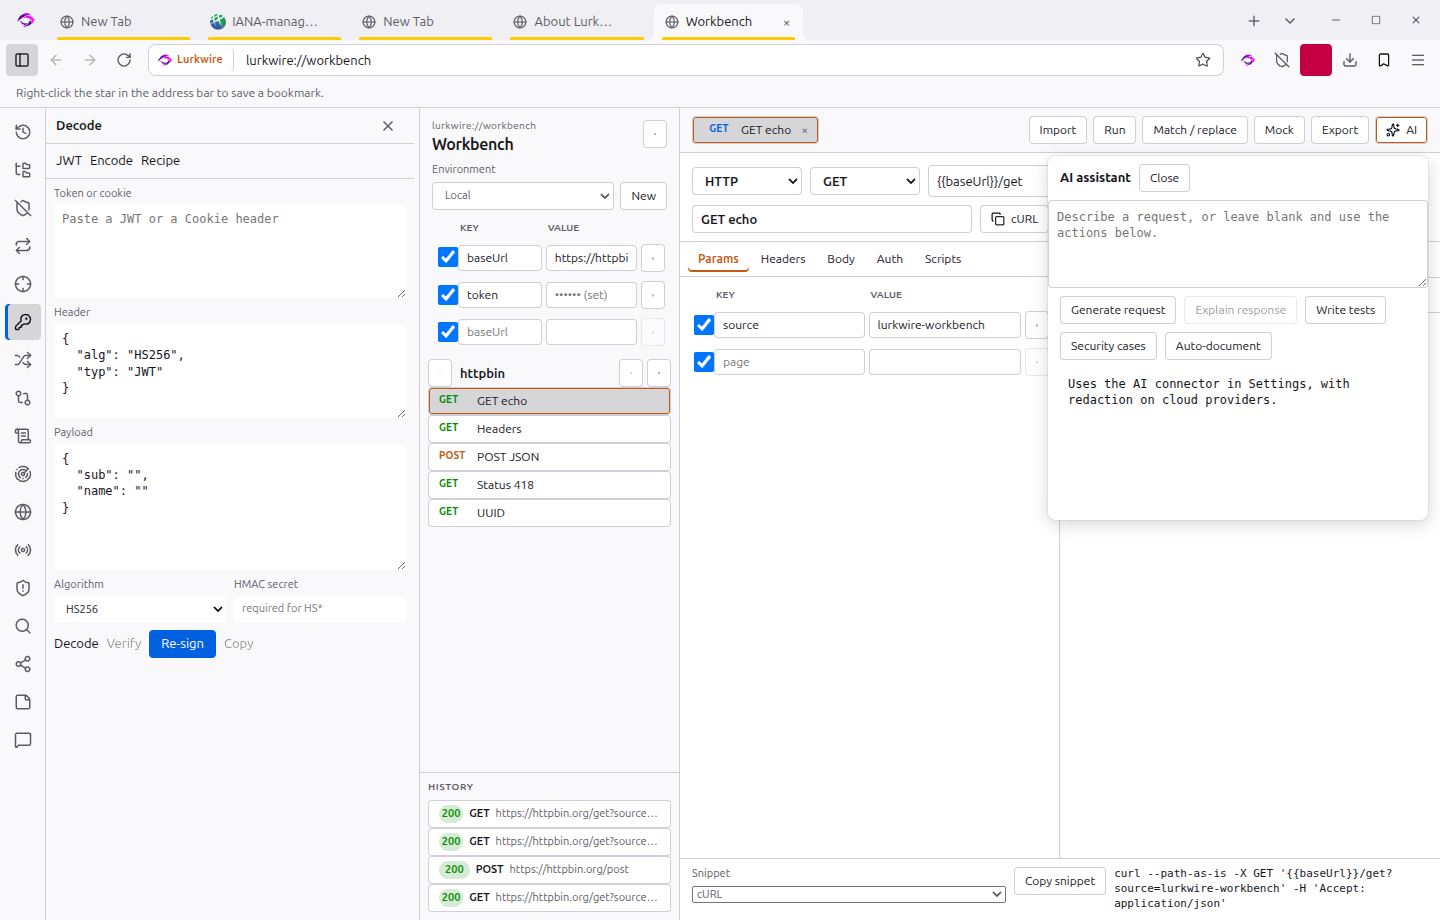 New Tab
IANA-manag...
New Tab
About Lurk...
Workbench
Lurkwire
lurkwire://workbench
Right-click the star in the address bar to save a bookmark.
Decode
JWT Encode Recipe
Token or cookie
Paste a JWT or a Cookie header
Header
{
"alg": "HS256",
"typ": "JWT"
}
Payload
{
"sub": "",
"name": ""
}
Algorithm
HMAC secret
HS256
required for HS*
Decode Verify Re-sign Copy
lurkwire://workbench
Workbench
Environment
Local
New
KEY VALUE
baseUrl https://httpbi
token •••••• (set)
baseUrl
httpbin
GET GET echo
GET Headers
POST POST JSON
GET Status 418
GET UUID
HISTORY
200 GET https://httpbin.org/get?source...
200 GET https://httpbin.org/get?source...
200 POST https://httpbin.org/post
200 GET https://httpbin.org/get?source...
GET GET echo ×
Import Run Match / replace Mock Export AI
HTTP GET {{baseUrl}}/get
GET echo cURL
Params Headers Body Auth Scripts
KEY VALUE
source lurkwire-workbench
page
AI assistant Close
Describe a request, or leave blank and use the
actions below.
Generate request Explain response Write tests
Security cases Auto-document
Uses the AI connector in Settings, with
redaction on cloud providers.
Snippet
cURL
Copy snippet
curl --path-as-is -X GET '{{baseUrl}}/get?
source=lurkwire-workbench' -H 'Accept:
application/json'